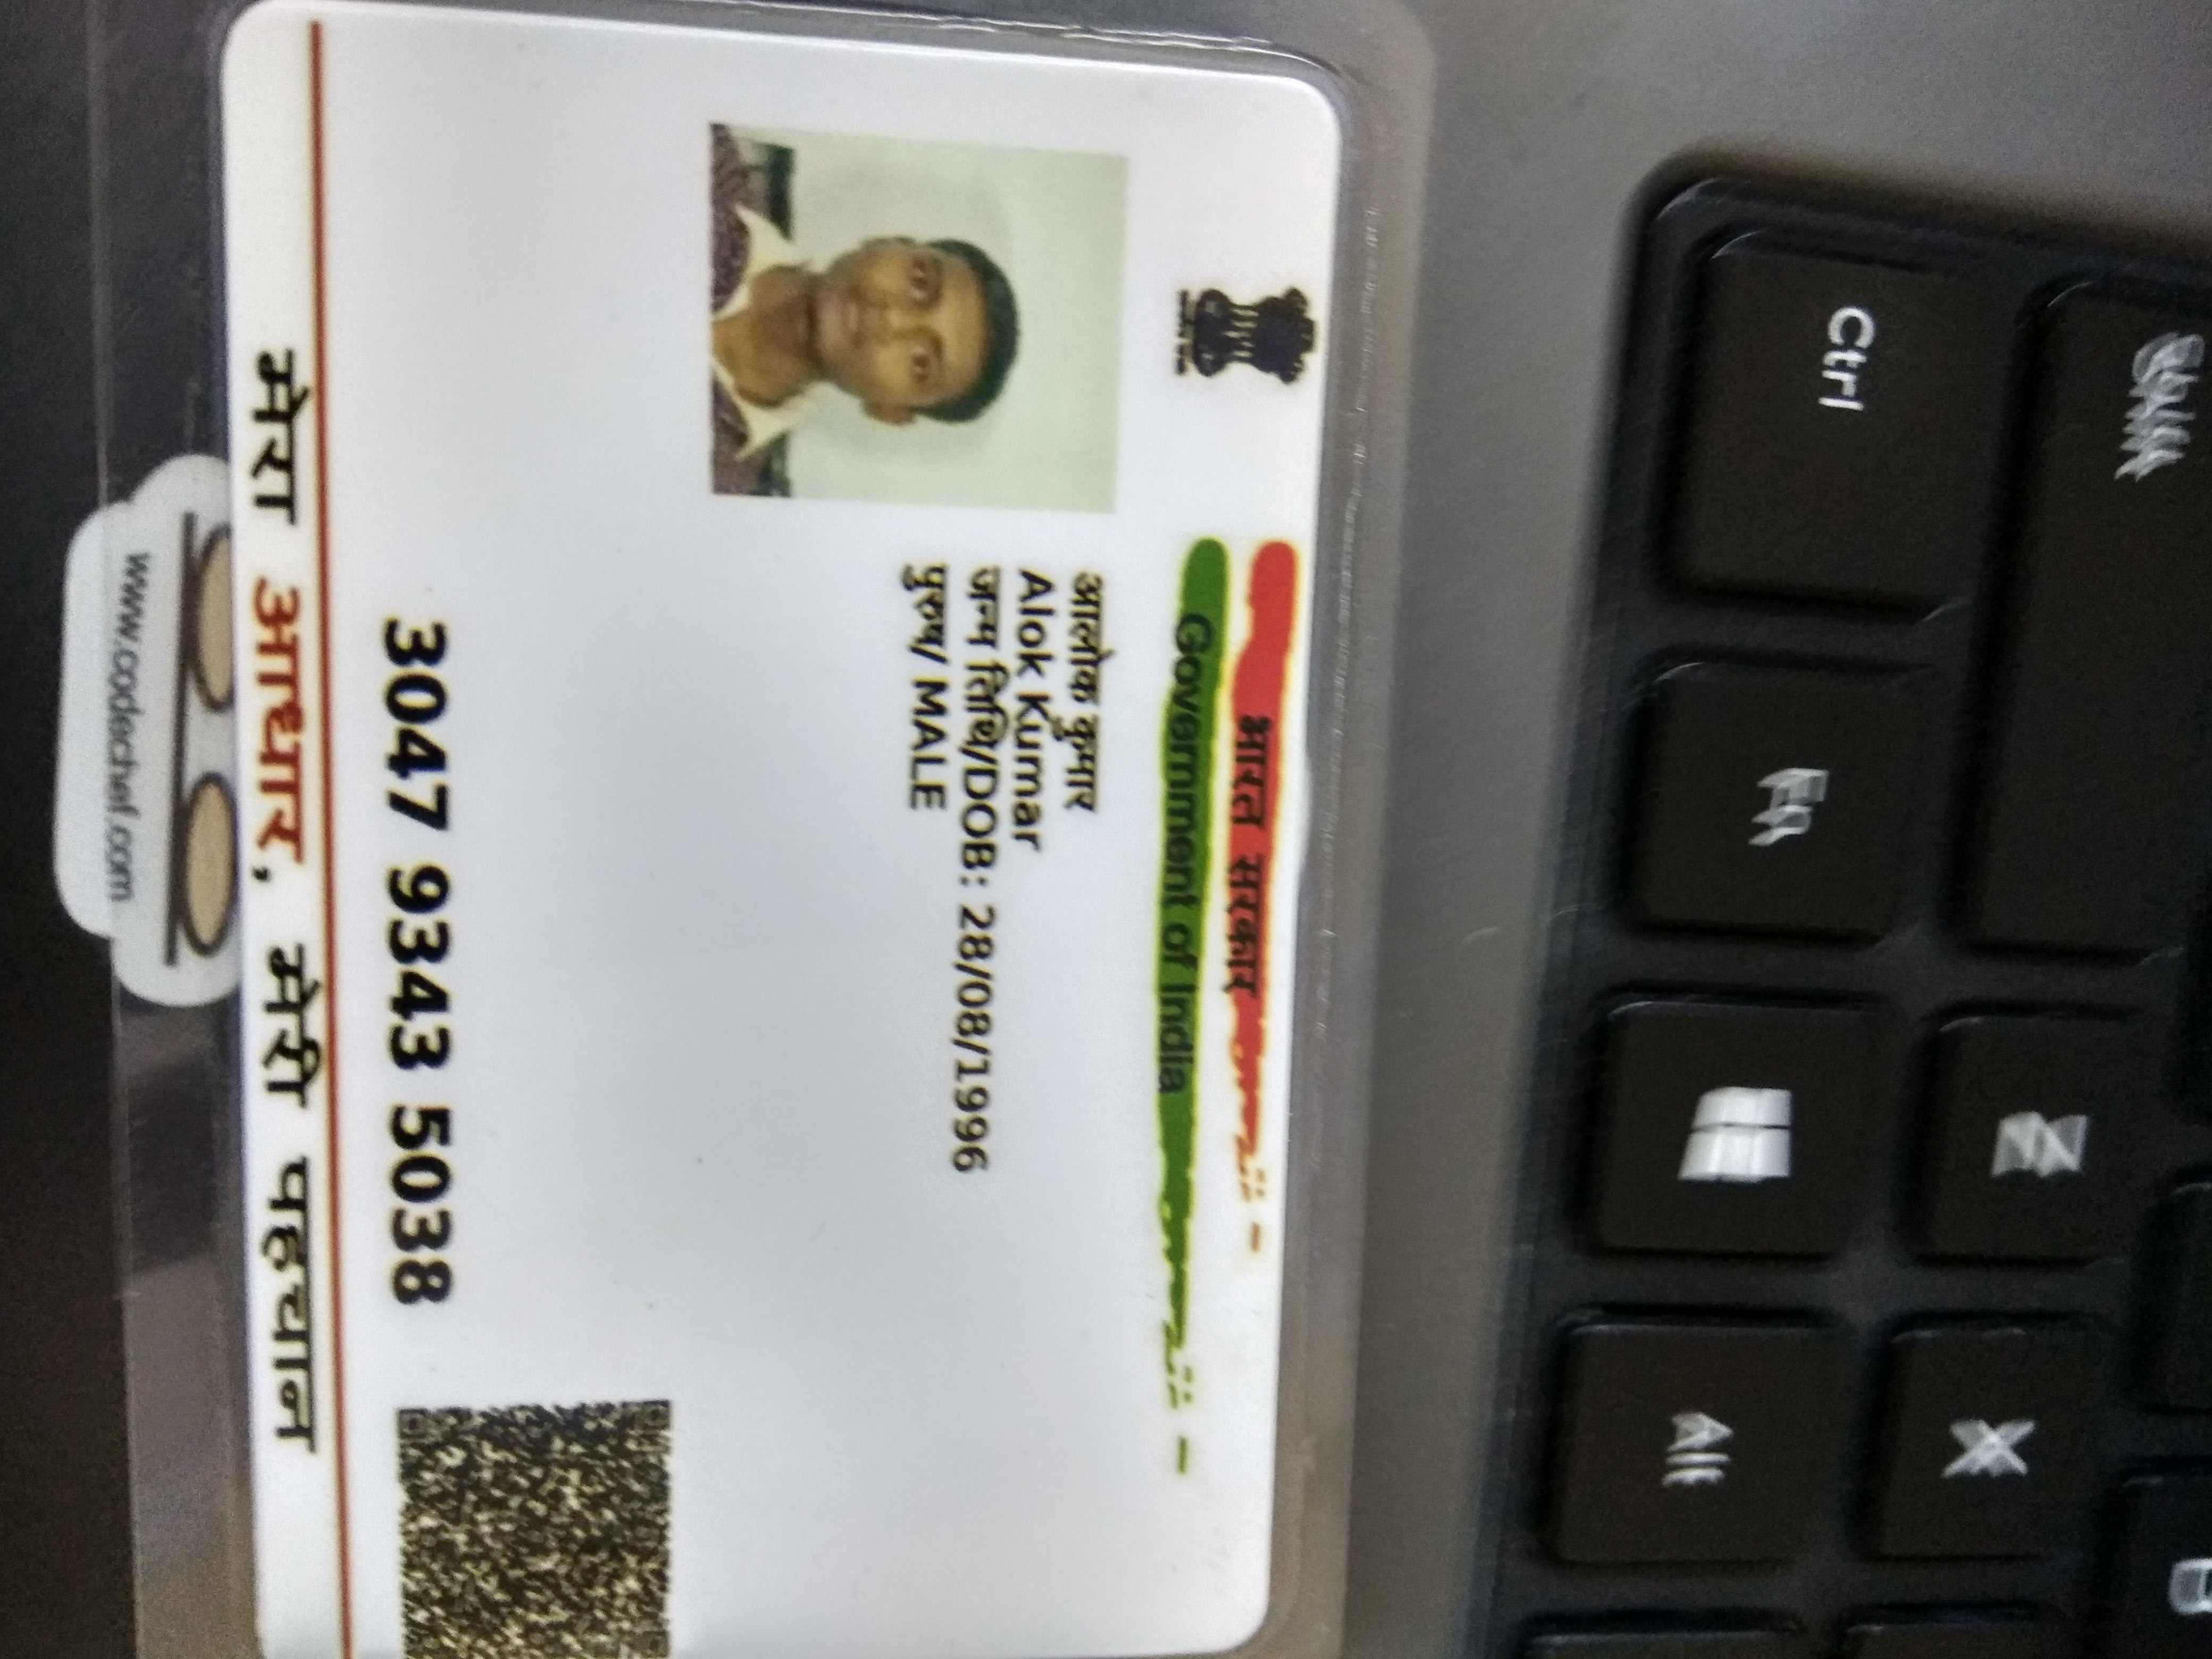 भारत सरकार
Government of India
आलोक कुमार
Alok Kumar
जन्म तिथि/DOB: 28/08/1996
पुरुष/ MALE
3047 9343 5038
मेरा आधार, मेरी पहचान
www.codechef.com
Ctrl
Shift
Fn
Z
Alt
X